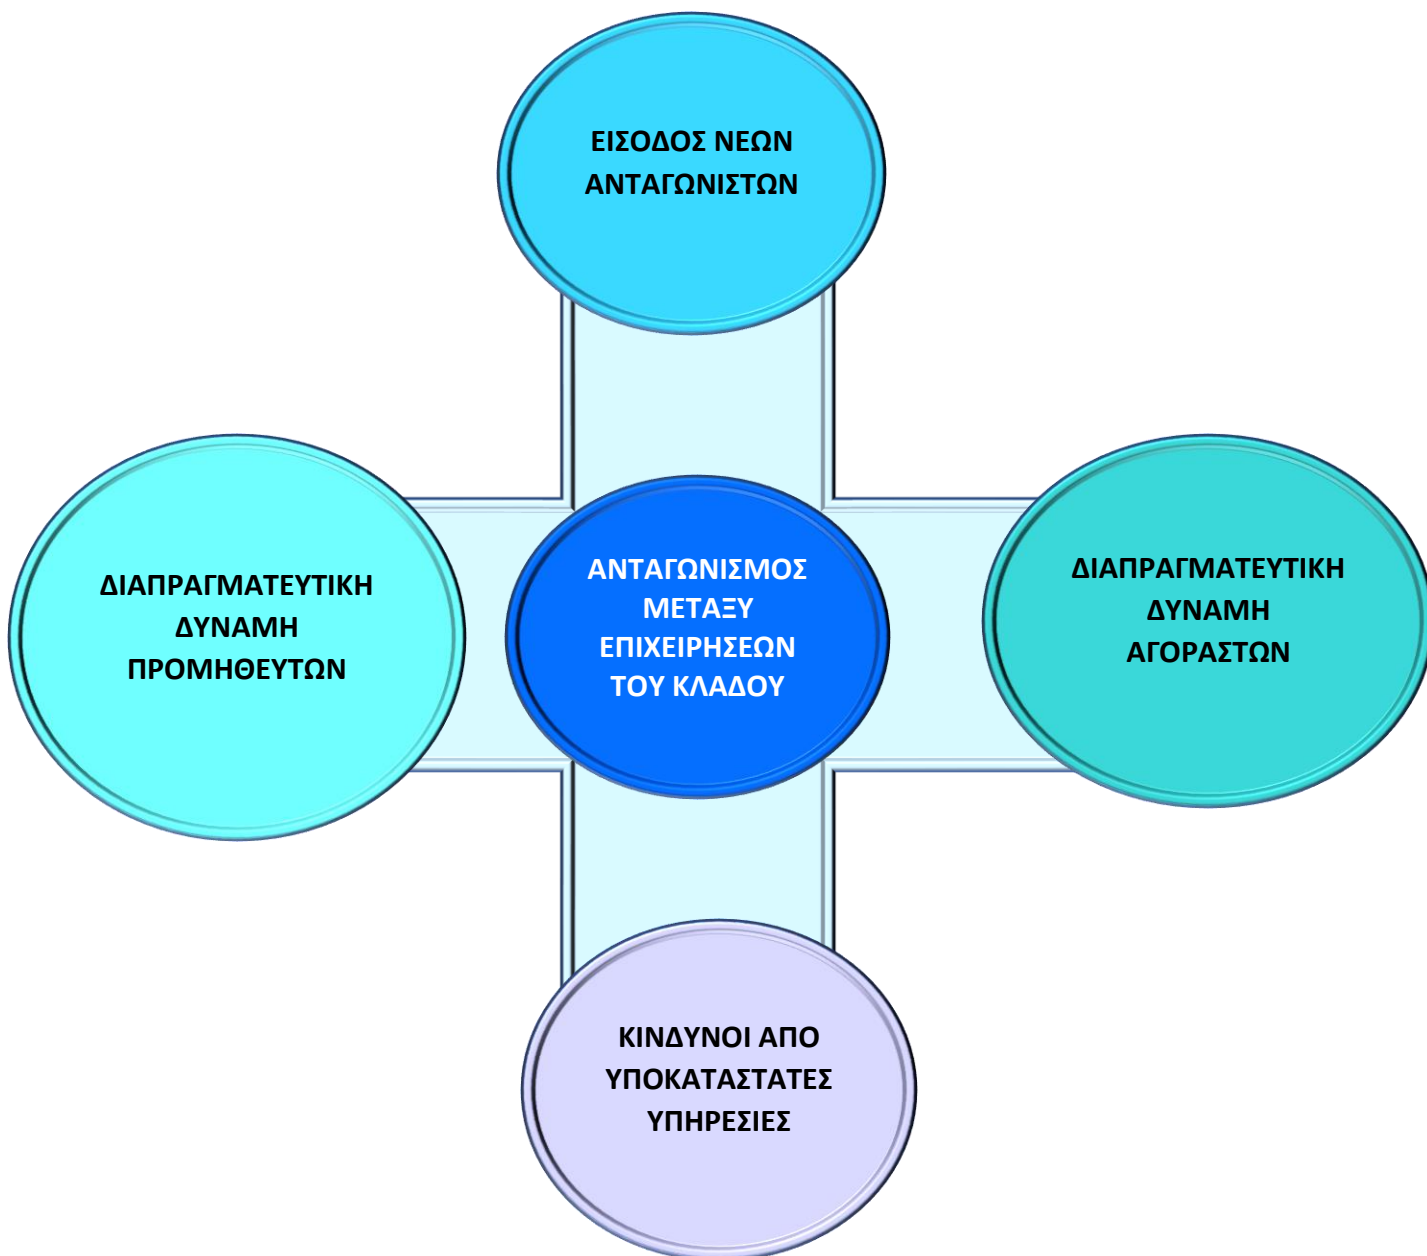 ΕΙΣΟΔΟΣ ΝΕΩΝ
ΑΝΤΑΓΩΝΙΣΤΩΝ
ΔΙΑΠΡΑΓΜΑΤΕΥΤΙΚΗ
ΔΥΝΑΜΗ
ΠΡΟΜΗΘΕΥΤΩΝ
ΑΝΤΑΓΩΝΙΣΜΟΣ
ΜΕΤΑΞΥ
ΕΠΙΧΕΙΡΗΣΕΩΝ
ΤΟΥ ΚΛΑΔΟΥ
ΔΙΑΠΡΑΓΜΑΤΕΥΤΙΚΗ
ΔΥΝΑΜΗ
ΑΓΟΡΑΣΤΩΝ
ΚΙΝΔΥΝΟΙ ΑΠΟ
ΥΠΟΚΑΤΑΣΤΑΤΕΣ
ΥΠΗΡΕΣΙΕΣ